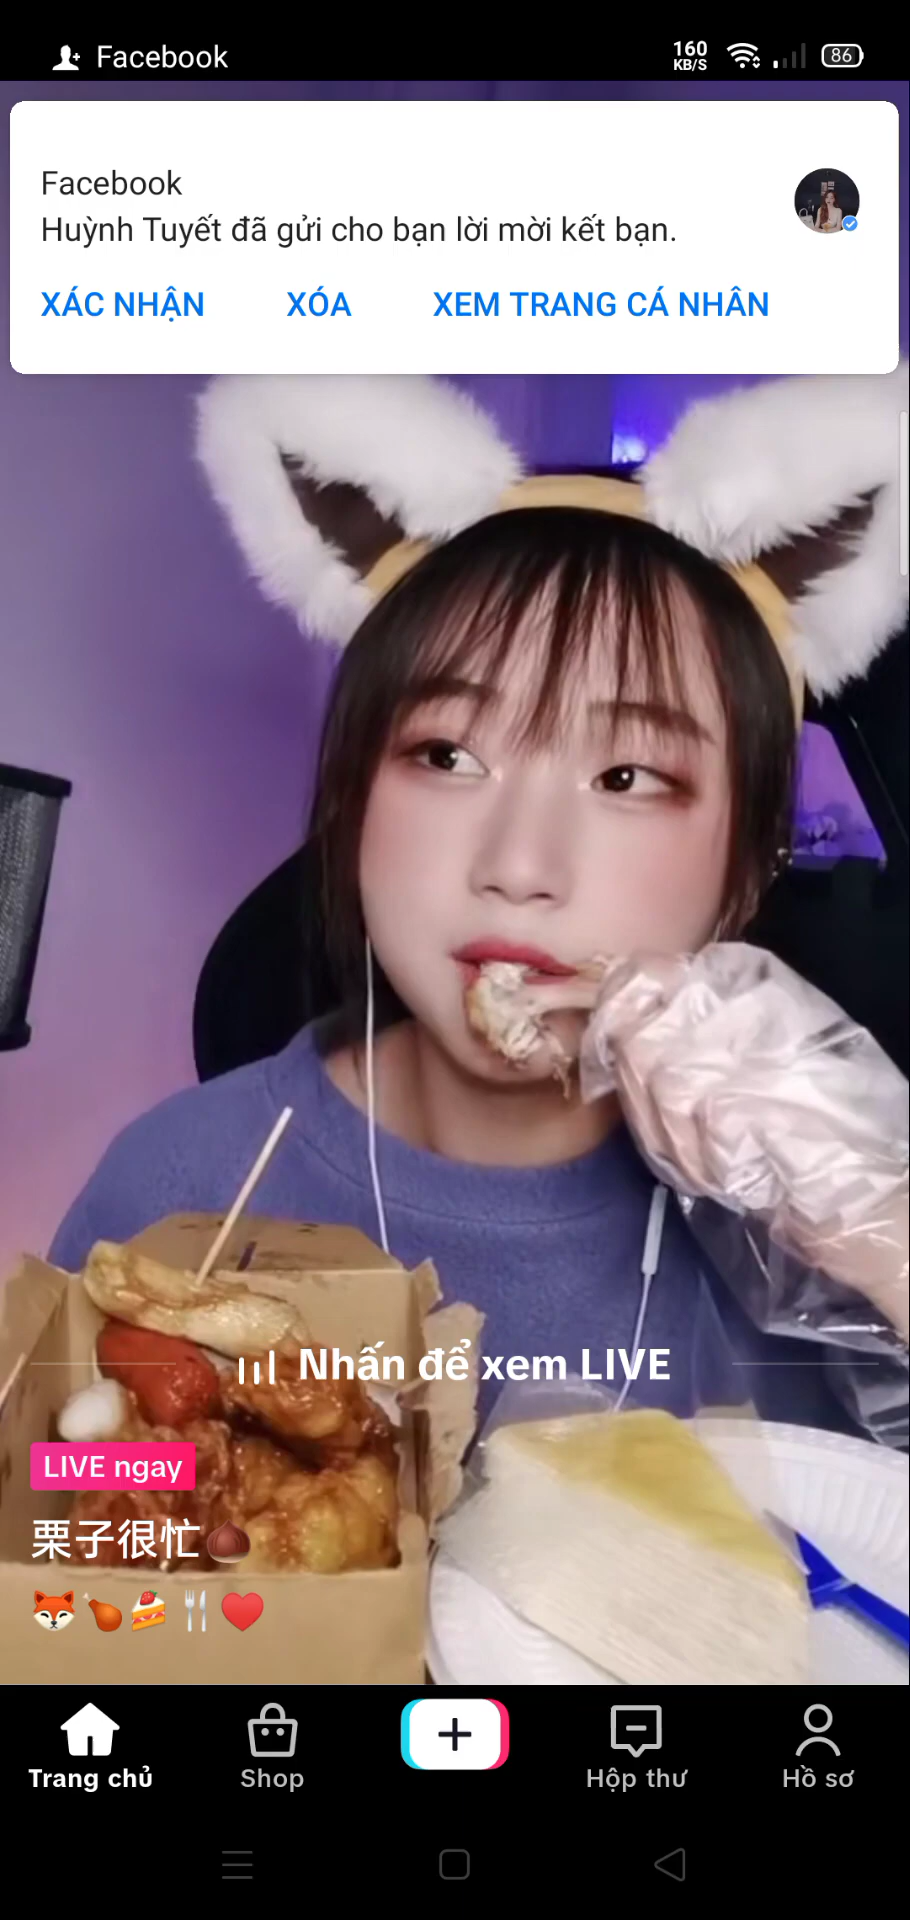 Facebook
160
KB/S
86
Facebook
Huỳnh Tuyết đã gửi cho bạn lời mời kết bạn.
XÁC NHẬN XÓA XEM TRANG CÁ NHÂN
Nhấn để xem LIVE
LIVE ngay
栗子很忙🌰
🦊🍗🍰🍴❤️
Trang chủ Shop Hộp thư Hồ sơ